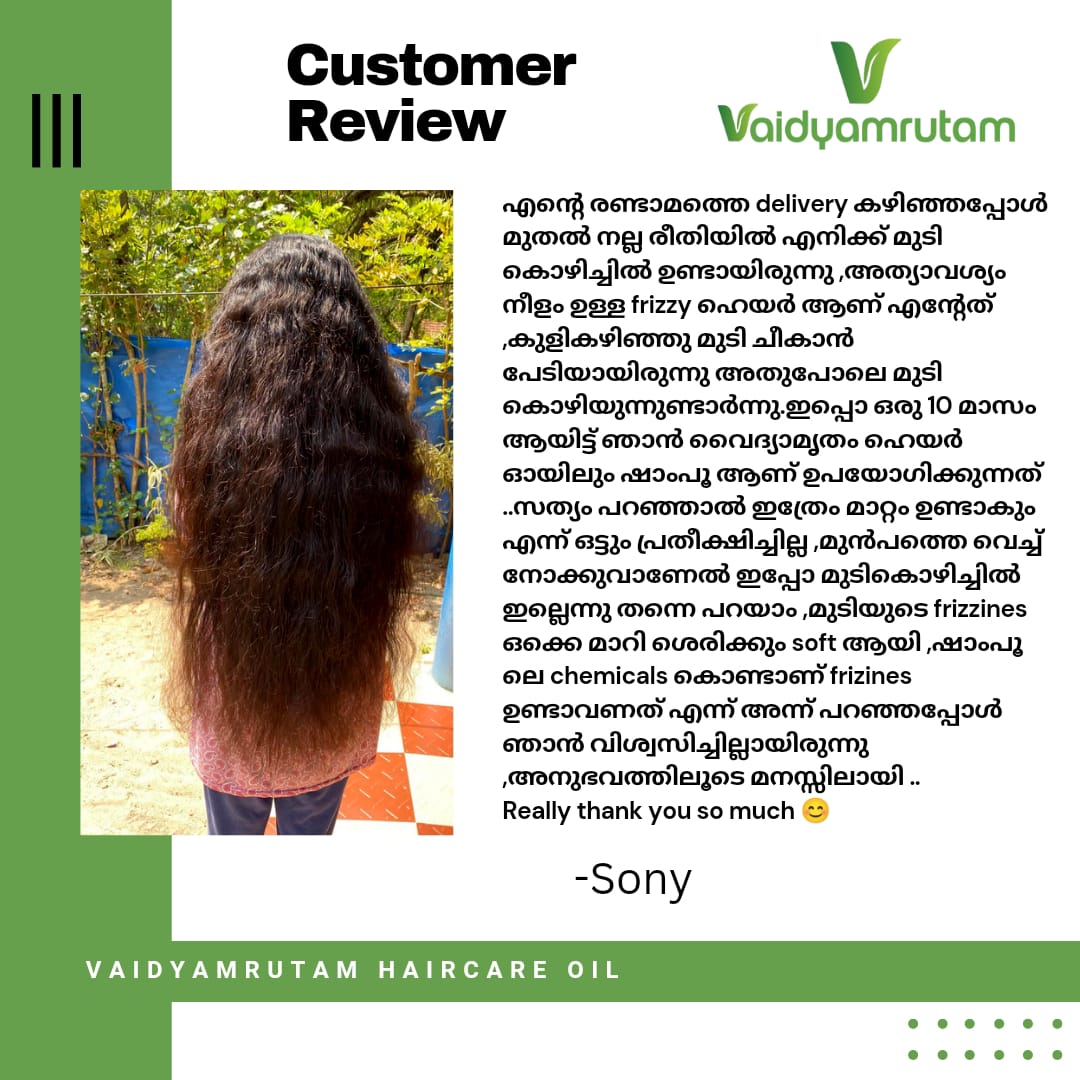 Customer
Review
Vaidyamrutam
എന്റെ രണ്ടാമത്തെ delivery കഴിഞ്ഞപ്പോൾ
മുതൽ നല്ല രീതിയിൽ എനിക്ക് മുടി
കൊഴിച്ചിൽ ഉണ്ടായിരുന്നു ,അത്യാവശ്യം
നീളം ഉള്ള frizzy ഹെയർ ആണ് എന്റേത്
,കുളികഴിഞ്ഞു മുടി ചീകാൻ
പേടിയായിരുന്നു അതുപോലെ മുടി
കൊഴിയുന്നുണ്ടാർന്നു.ഇപ്പൊ ഒരു 10 മാസം
ആയിട്ട് ഞാൻ വൈദ്യാമൃതം ഹെയർ
ഓയിലും ഷാംപൂ ആണ് ഉപയോഗിക്കുന്നത്
..സത്യം പറഞ്ഞാൽ ഇത്രേം മാറ്റം ഉണ്ടാകും
എന്ന് ഒട്ടും പ്രതീക്ഷിച്ചില്ല ,മുൻപത്തെ വെച്ച്
നോക്കുവാണേൽ ഇപ്പോ മുടികൊഴിച്ചിൽ
ഇല്ലെന്നു തന്നെ പറയാം ,മുടിയുടെ frizzines
ഒക്കെ മാറി ശെരിക്കും soft ആയി ,ഷാംപൂ
ലെ chemicals കൊണ്ടാണ് frizines
ഉണ്ടാവണത് എന്ന് അന്ന് പറഞ്ഞപ്പോൾ
ഞാൻ വിശ്വസിച്ചില്ലായിരുന്നു
,അനുഭവത്തിലൂടെ മനസ്സിലായി ..
Really thank you so much 😊
-Sony
VAIDYAMRUTAM HAIRCARE OIL